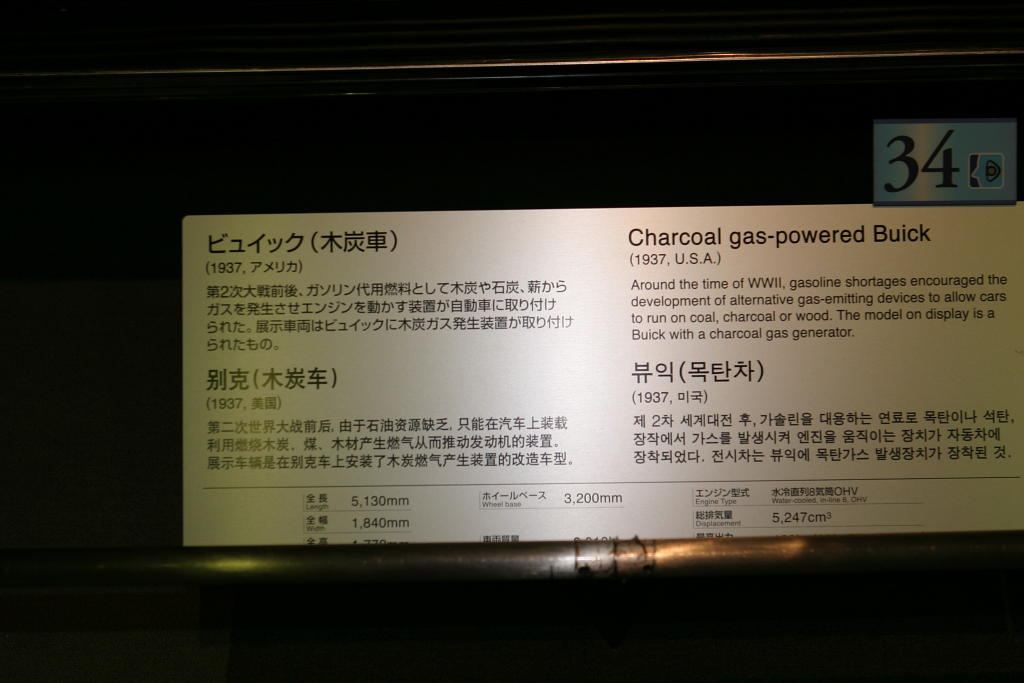 34
ビュイック（木炭車）
(1937, アメリカ)
第2次大戦前後、ガソリン代用燃料として木炭や石炭、薪から
ガスを発生させエンジンを動かす装置が自動車に取り付け
られた。展示車両はビュイックに木炭ガス発生装置が取り付け
られたもの。
Charcoal gas-powered Buick
(1937, U.S.A.)
Around the time of WWII, gasoline shortages encouraged the
development of alternative gas-emitting devices to allow cars
to run on coal, charcoal or wood. The model on display is a
Buick with a charcoal gas generator.
别克（木炭车）
(1937, 美国)
第二次世界大战前后, 由于石油资源缺乏, 只能在汽车上装载
利用燃烧木炭、煤、木材产生燃气从而推动发动机的装置。
展示车辆是在别克车上安装了木炭燃气产生装置的改造车型。
뷰익(목탄차)
(1937, 미국)
제 2차 세계대전 후, 가솔린을 대용하는 연료로 목탄이나 석탄,
장작에서 가스를 발생시켜 엔진을 움직이는 장치가 자동차에
장착되었다. 전시차는 뷰익에 목탄가스 발생장치가 장착된 것.
全長 5,130mm
Length
全幅 1,840mm
Width
全高
ホイールベース 3,200mm
Wheel base
車両質量
エンジン型式 水冷直列8気筒OHV
Engine Type Water-cooled, in-line 8, OHV
総排気量 5,247cm³
Displacement